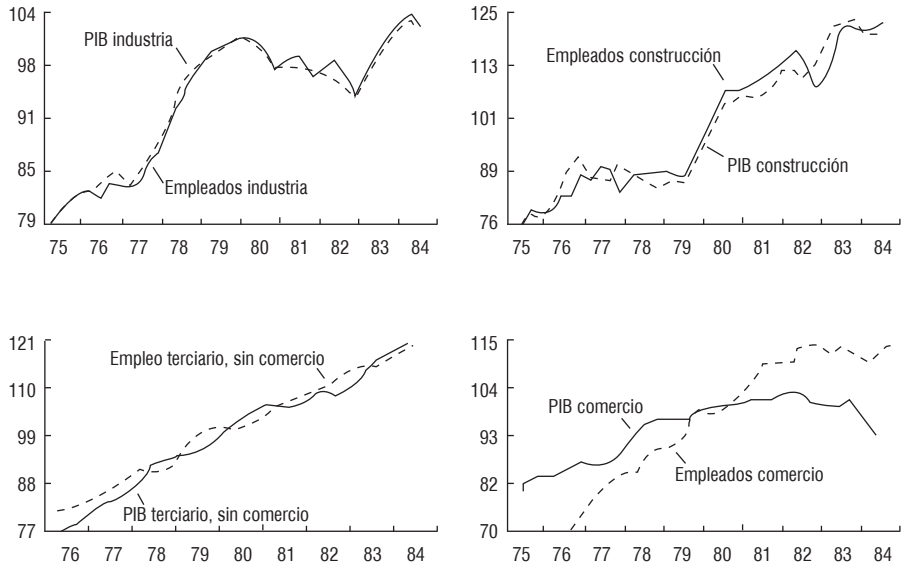 104
98
91
85
79
PIB industria
Empleados industria
75 76 77 78 79 80 81 82 83 84
125
113
101
89
76
Empleados construcción
PIB construcción
75 76 77 78 79 80 81 82 83 84
121
110
99
88
77
Empleo terciario, sin comercio
PIB terciario, sin comercio
76 77 78 79 80 81 82 83 84
115
104
93
82
70
PIB comercio
Empleados comercio
75 76 77 78 79 80 81 82 83 84